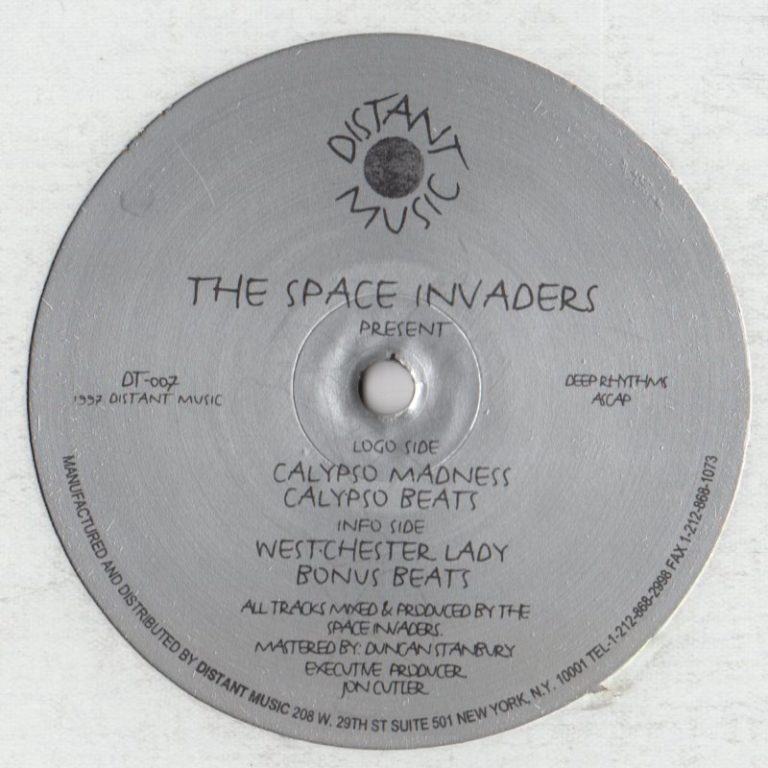 DISTANT
MUSIC
THE SPACE INVADERS
PRESENT
DT-007
1997 DISTANT MUSIC
DEEP RHYTHMS
ASCAP
LOGO SIDE
CALYPSO MADNESS
CALYPSO BEATS
INFO SIDE
WEST-CHESTER LADY
BONUS BEATS
ALL TRACKS MIXED & PRODUCED BY THE
SPACE INVADERS.
MASTERED BY: DUNCAN STANBURY
EXECUTIVE PRODUCER
JON CUTLER
MANUFACTURED AND DISTRIBUTED BY DISTANT MUSIC 208 W. 29TH ST SUITE 501 NEW YORK, N.Y. 10001 TEL-1-212-868-2998 FAX 1-212-868-1073